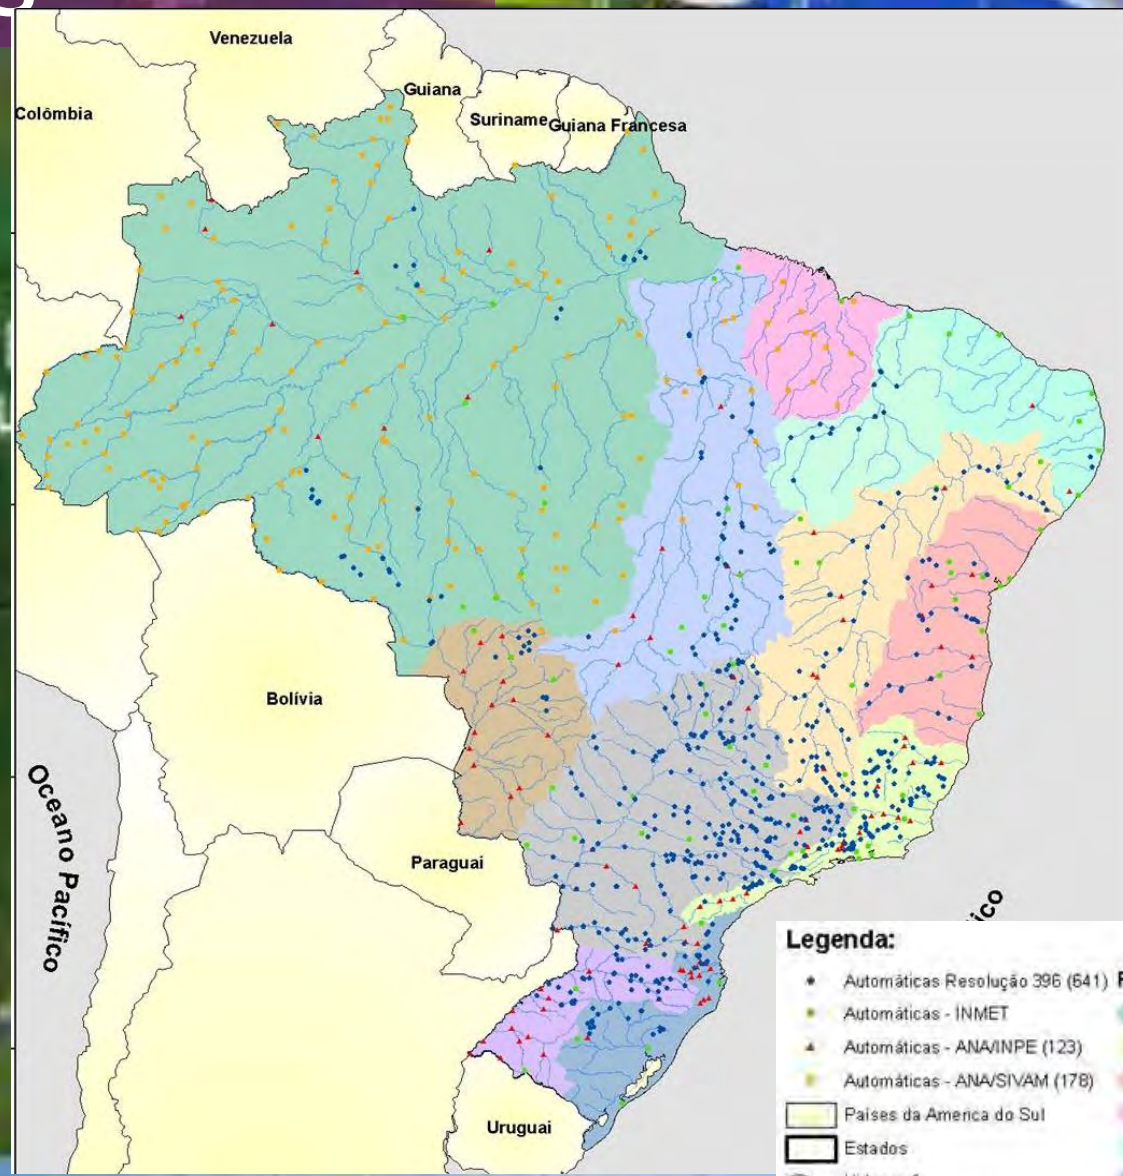 Venezuela
Colômbia
Guiana
Suriname
Guiana Francesa
Bolívia
Oceano Pacífico
Paraguai
Uruguai
Legenda:
Automáticas Resolução 396 (641)
Automáticas - INMET
Automáticas - ANA/INPE (123)
Automáticas - ANA/SIVAM (178)
Países da America do Sul
Estados